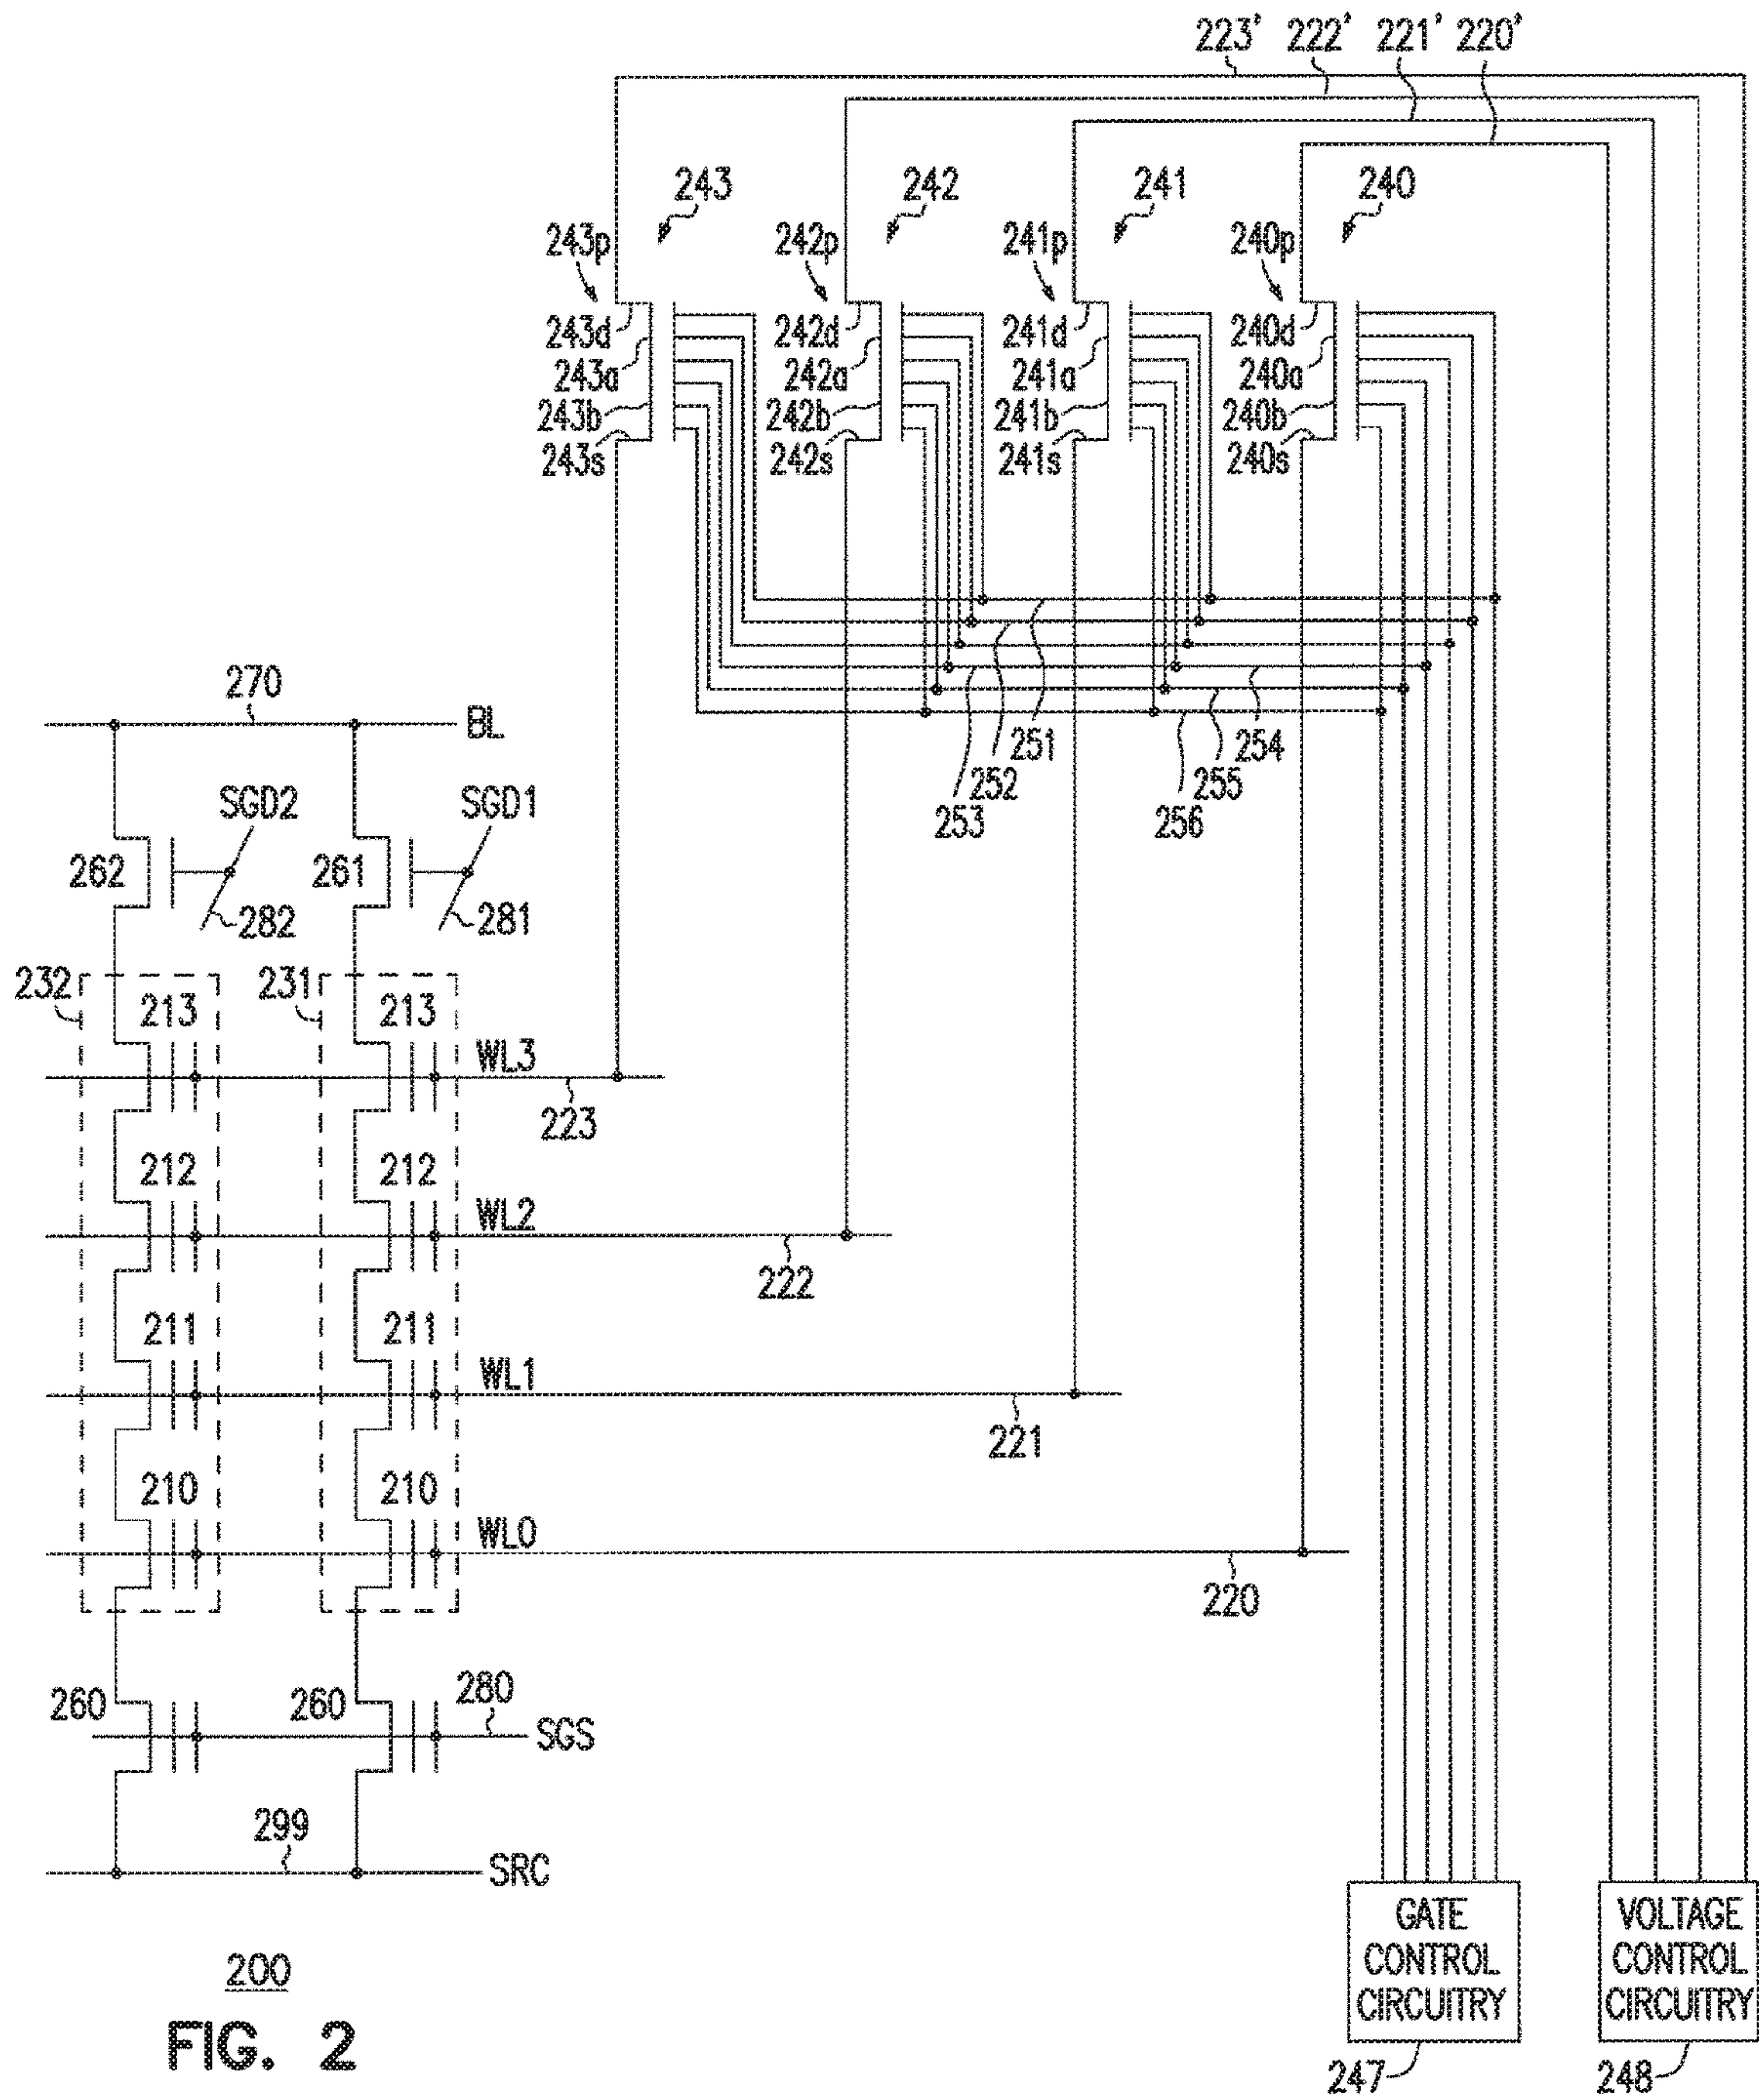 223' 222' 221' 220'
243 242 241 240
243p 242p 241p 240p
243d 242d 241d 240d
243a 242a 241a 240a
243b 242b 241b 240b
243s 242s 241s 240s
270
BL
251 254
252 255
253 256
SGD2 SGD1
262 261
282 281
232 231
213 213
WL3
223
212 212
WL2
222
211 211
WL1
221
210 210
WL0
220
260 260 280
SGS
299
SRC
GATE CONTROL CIRCUITRY
VOLTAGE CONTROL CIRCUITRY
247 248
200
FIG. 2